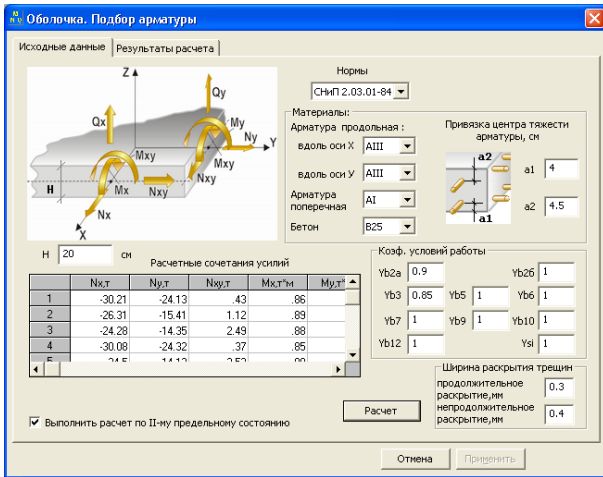 Оболочка. Подбор арматуры
Исходные данные
Результаты расчета
Z
Qy
Qx
My
Ny
Y
Mxy
Mxy
Nxy
H
Mx
Nxy
Nx
X
Нормы
СНиП 2.03.01-84
Материалы:
Арматура продольная :
вдоль оси X AIII
вдоль оси У AIII
Арматура поперечная AI
Бетон B25
Привязка центра тяжести арматуры, см
a2
a1
a1 4
a2 4.5
H 20 см
Расчетные сочетания усилий
Nx,т Ny,т Nxy,т Mx,т*м My,т*
1 -30.21 -24.13 .43 .86
2 -26.31 -15.41 1.12 .89
3 -24.28 -14.35 2.49 .88
4 -30.08 -24.32 .37 .85
Коэф. условий работы
Yb2a 0.9 Yb2б 1
Yb3 0.85 Yb5 1 Yb6 1
Yb7 1 Yb9 1 Yb10 1
Yb12 1 Ysi 1
Ширина раскрытия трещин
продолжительное раскрытие,мм 0.3
непродолжительное раскрытие,мм 0.4
Расчет
Выполнить расчет по II-му предельному состоянию
Отмена
Применить